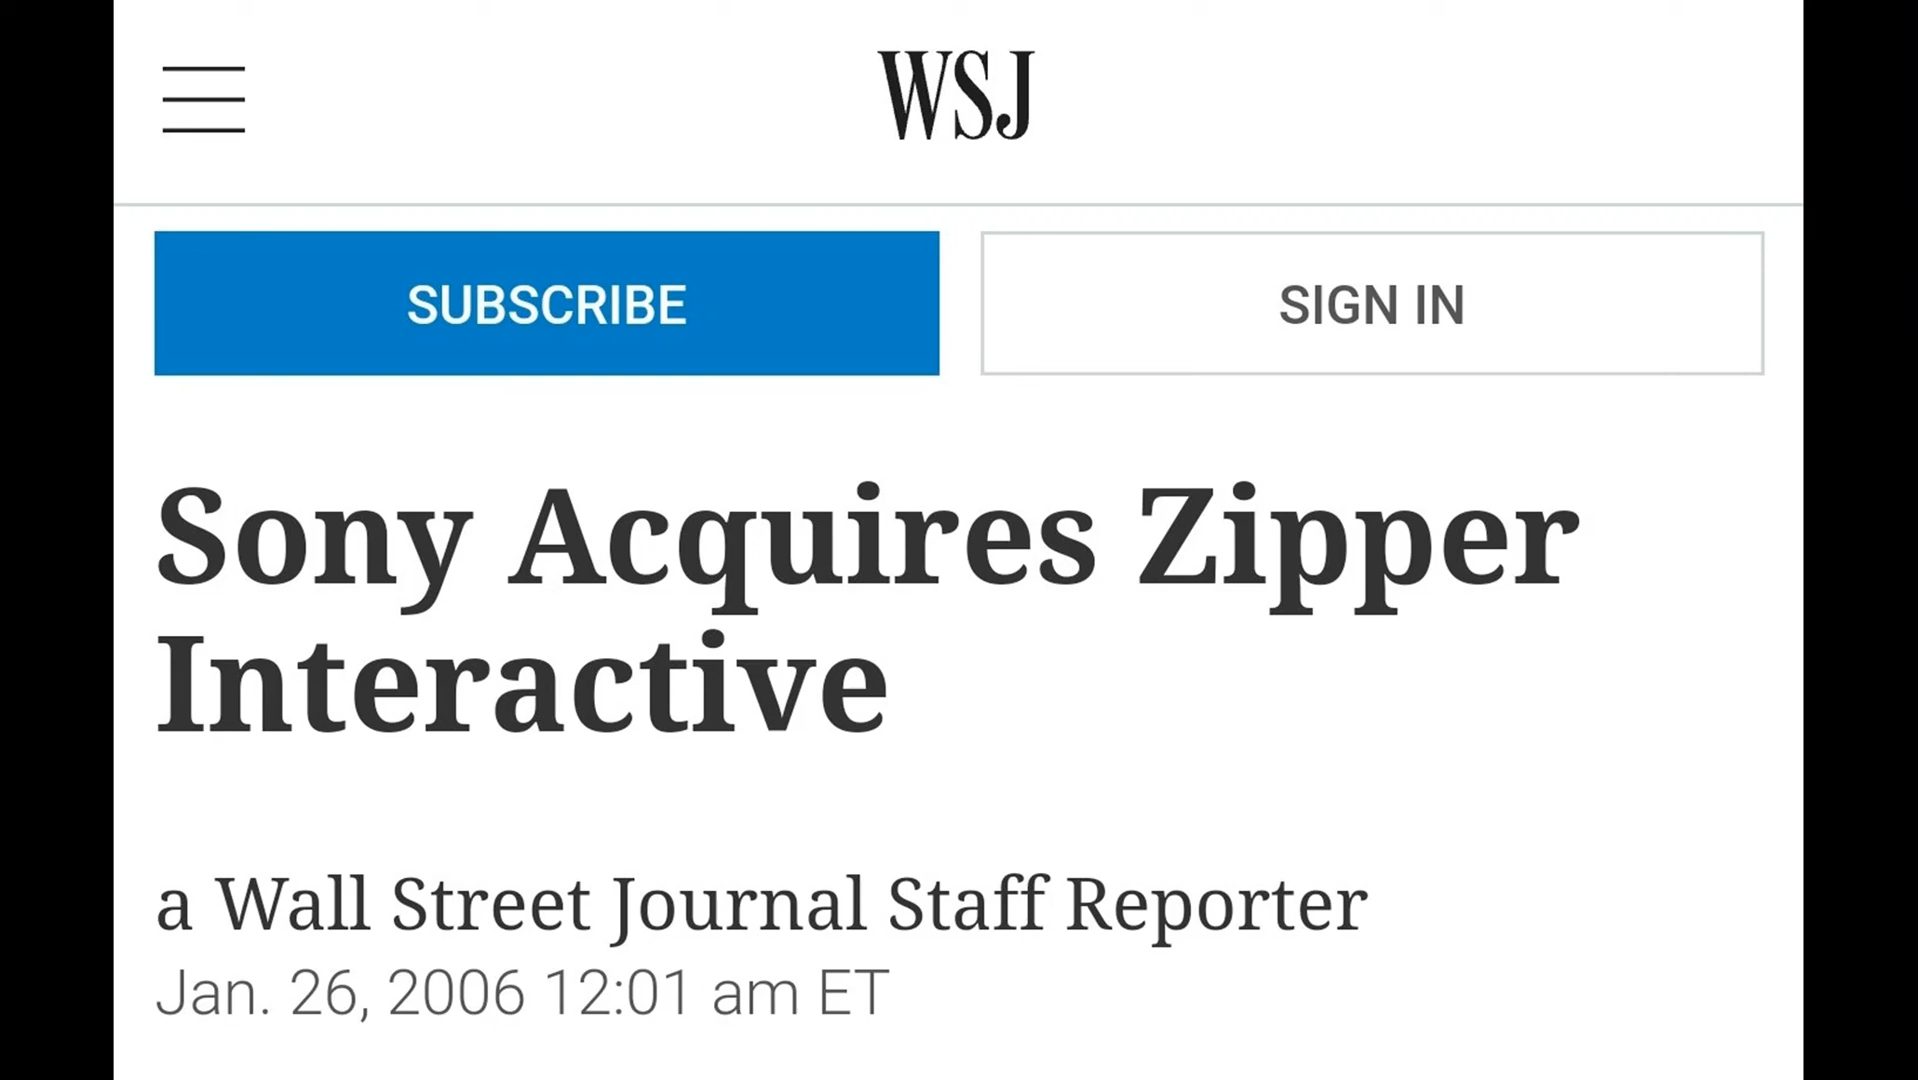 WSJ
SUBSCRIBE
SIGN IN
Sony Acquires Zipper
Interactive
a Wall Street Journal Staff Reporter
Jan. 26, 2006 12:01 am ET